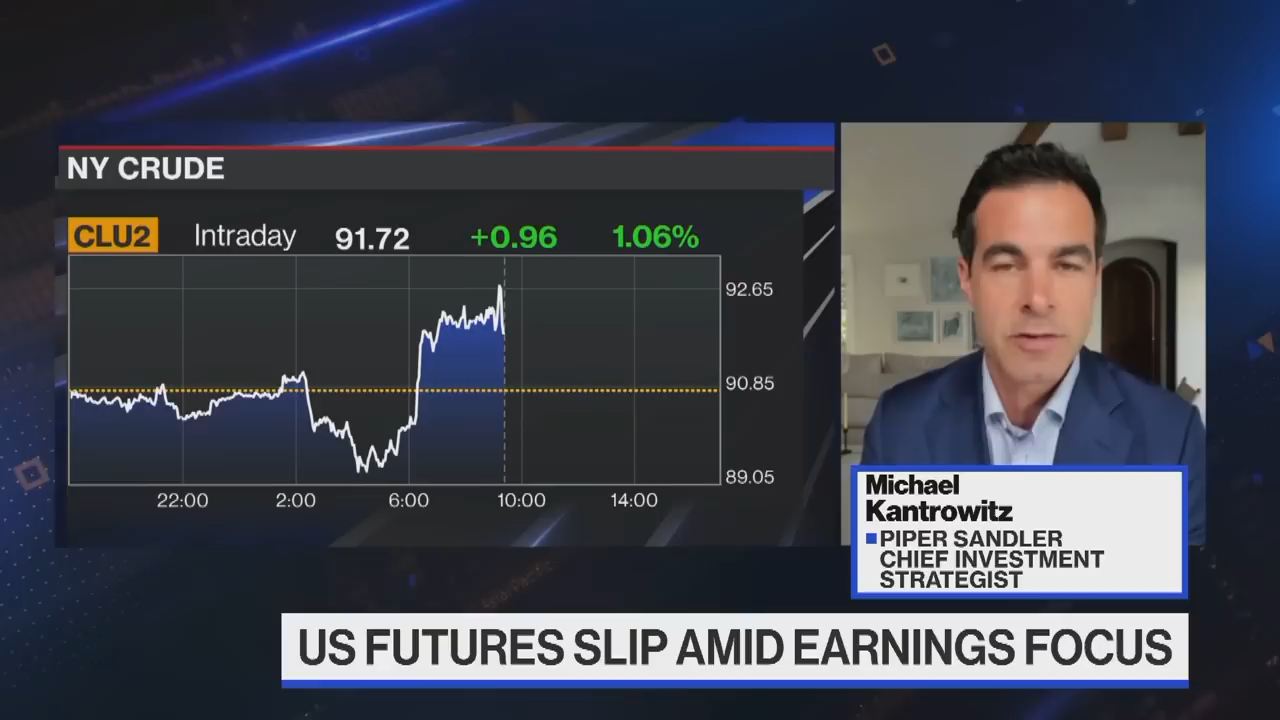 NY CRUDE
CLU2 Intraday 91.72 +0.96 1.06%
92.65
90.85
89.05
22:00 2:00 6:00 10:00 14:00
Michael
Kantrowitz
PIPER SANDLER
CHIEF INVESTMENT
STRATEGIST
US FUTURES SLIP AMID EARNINGS FOCUS